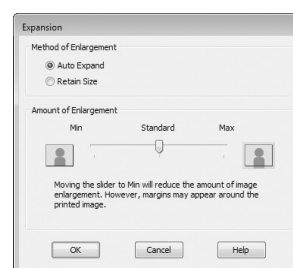 Expansion
Method of Enlargement
Auto Expand
Retain Size
Amount of Enlargement
Min Standard Max
Moving the slider to Min will reduce the amount of image
enlargement. However, margins may appear around the
printed image.
OK Cancel Help